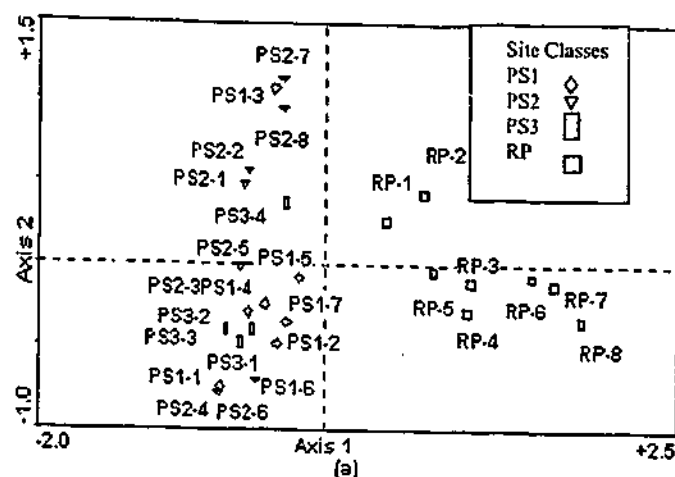 +1.5
Axis 2
-1.0
-2.0
Axis 1
+2.5
(a)
Site Classes
PS1
PS2
PS3
RP
PS2-7
PS1-3
PS2-8
PS2-2
PS2-1
PS3-4
PS2-5
PS1-5
PS2-3
PS1-4
PS1-7
PS3-2
PS3-3
PS1-2
PS3-1
PS1-1
PS1-6
PS2-4
PS2-6
RP-2
RP-1
RP-3
RP-5
RP-4
RP-6
RP-7
RP-8